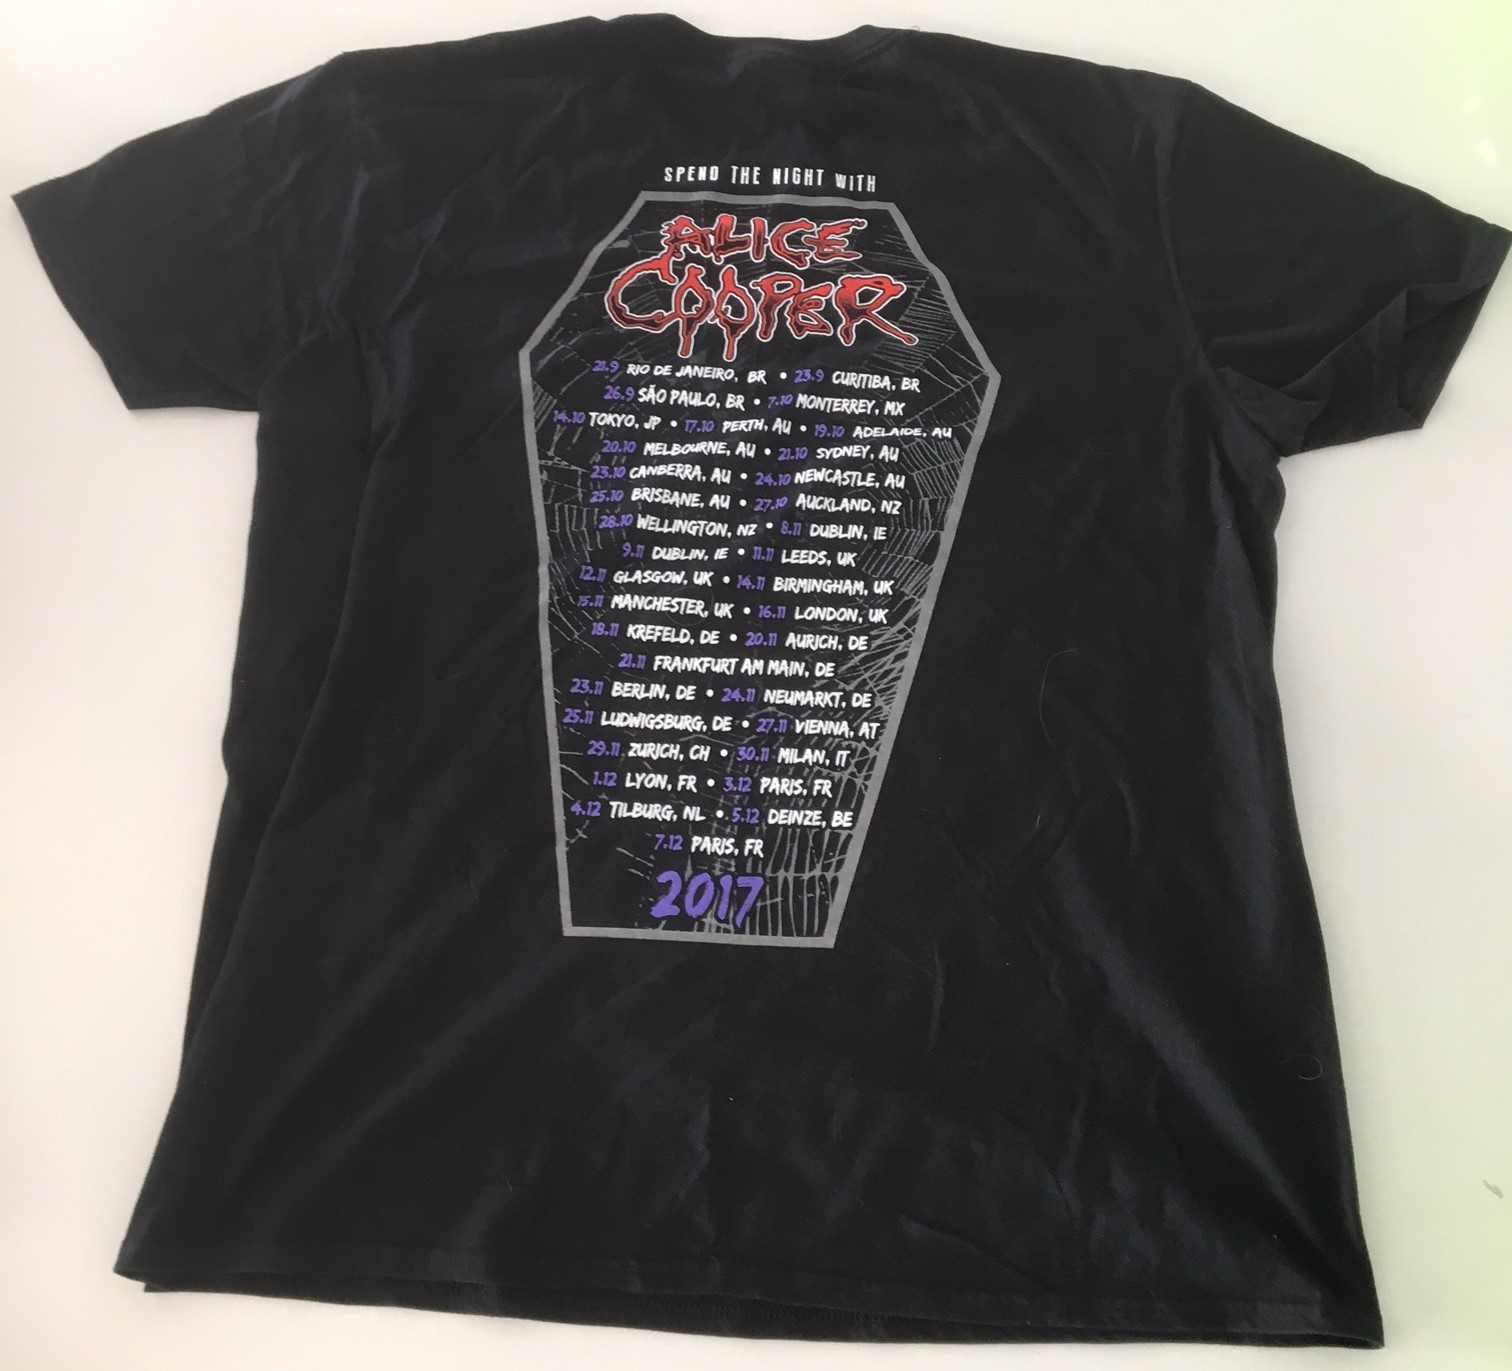 SPEND THE NIGHT WITH
ALICE
COOPER
21.9 RIO DE JANEIRO, BR • 23.9 CURITIBA, BR
26.9 SÃO PAULO, BR • 7.10 MONTERREY, MX
14.10 TOKYO, JP • 17.10 PERTH, AU • 19.10 ADELAIDE, AU
20.10 MELBOURNE, AU • 21.10 SYDNEY, AU
23.10 CANBERRA, AU • 24.10 NEWCASTLE, AU
25.10 BRISBANE, AU • 27.10 AUCKLAND, NZ
28.10 WELLINGTON, NZ • 8.11 DUBLIN, IE
9.11 DUBLIN, IE • 11.11 LEEDS, UK
12.11 GLASGOW, UK • 14.11 BIRMINGHAM, UK
15.11 MANCHESTER, UK • 16.11 LONDON, UK
18.11 KREFELD, DE • 20.11 AURICH, DE
21.11 FRANKFURT AM MAIN, DE
23.11 BERLIN, DE • 24.11 NEUMARKT, DE
25.11 LUDWIGSBURG, DE • 27.11 VIENNA, AT
29.11 ZURICH, CH • 30.11 MILAN, IT
1.12 LYON, FR • 3.12 PARIS, FR
4.12 TILBURG, NL • 5.12 DEINZE, BE
7.12 PARIS, FR
2017